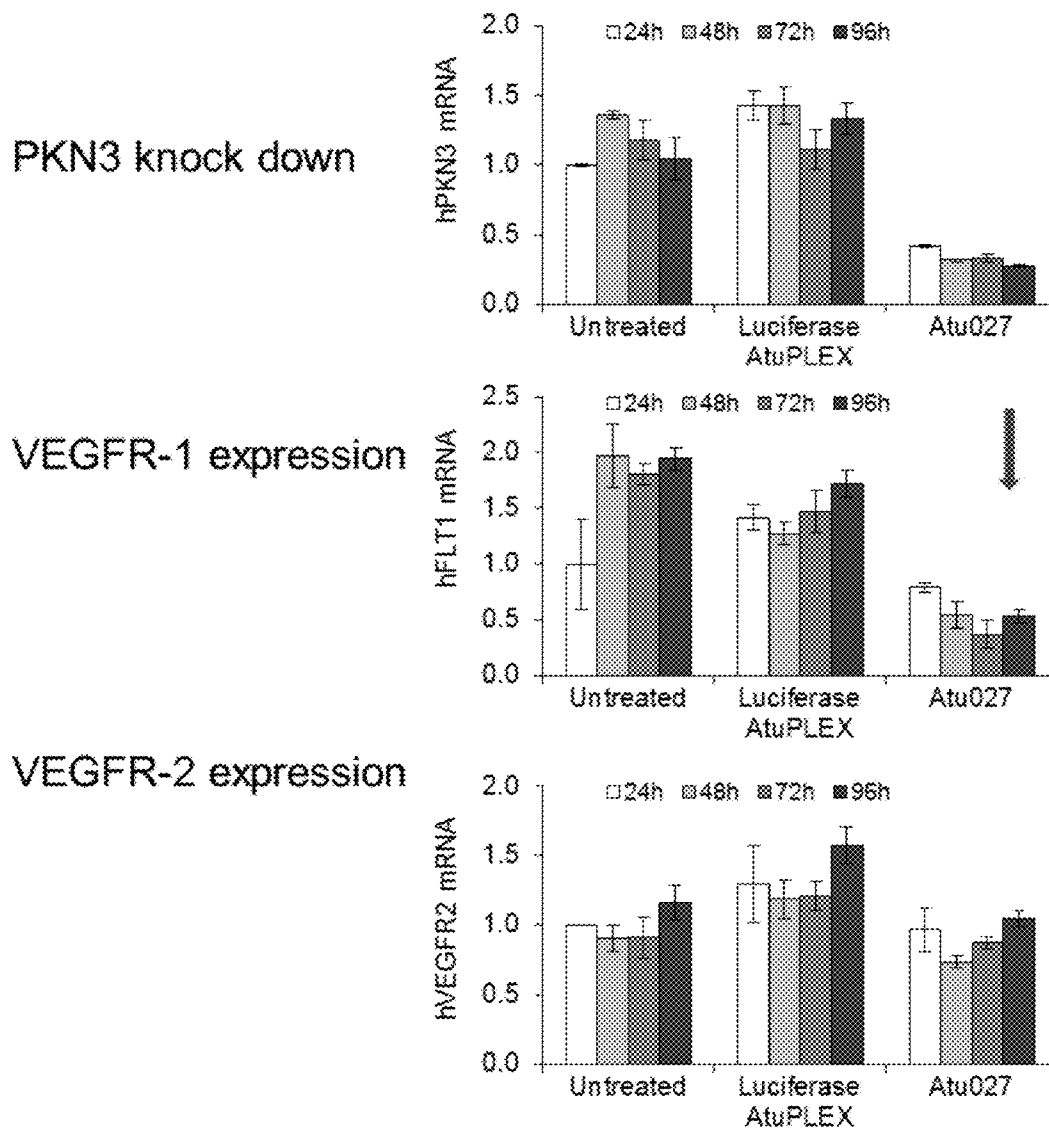 PKN3 knock down
hPKN3 mRNA
2.0
1.5
1.0
0.5
0.0
24h 48h 72h 96h
Untreated Luciferase AtuPLEX Atu027
VEGFR-1 expression
hFLT1 mRNA
2.5
2.0
1.5
1.0
0.5
0.0
24h 48h 72h 96h
Untreated Luciferase AtuPLEX Atu027
VEGFR-2 expression
hVEGFR2 mRNA
2.0
1.5
1.0
0.5
0.0
24h 48h 72h 96h
Untreated Luciferase AtuPLEX Atu027